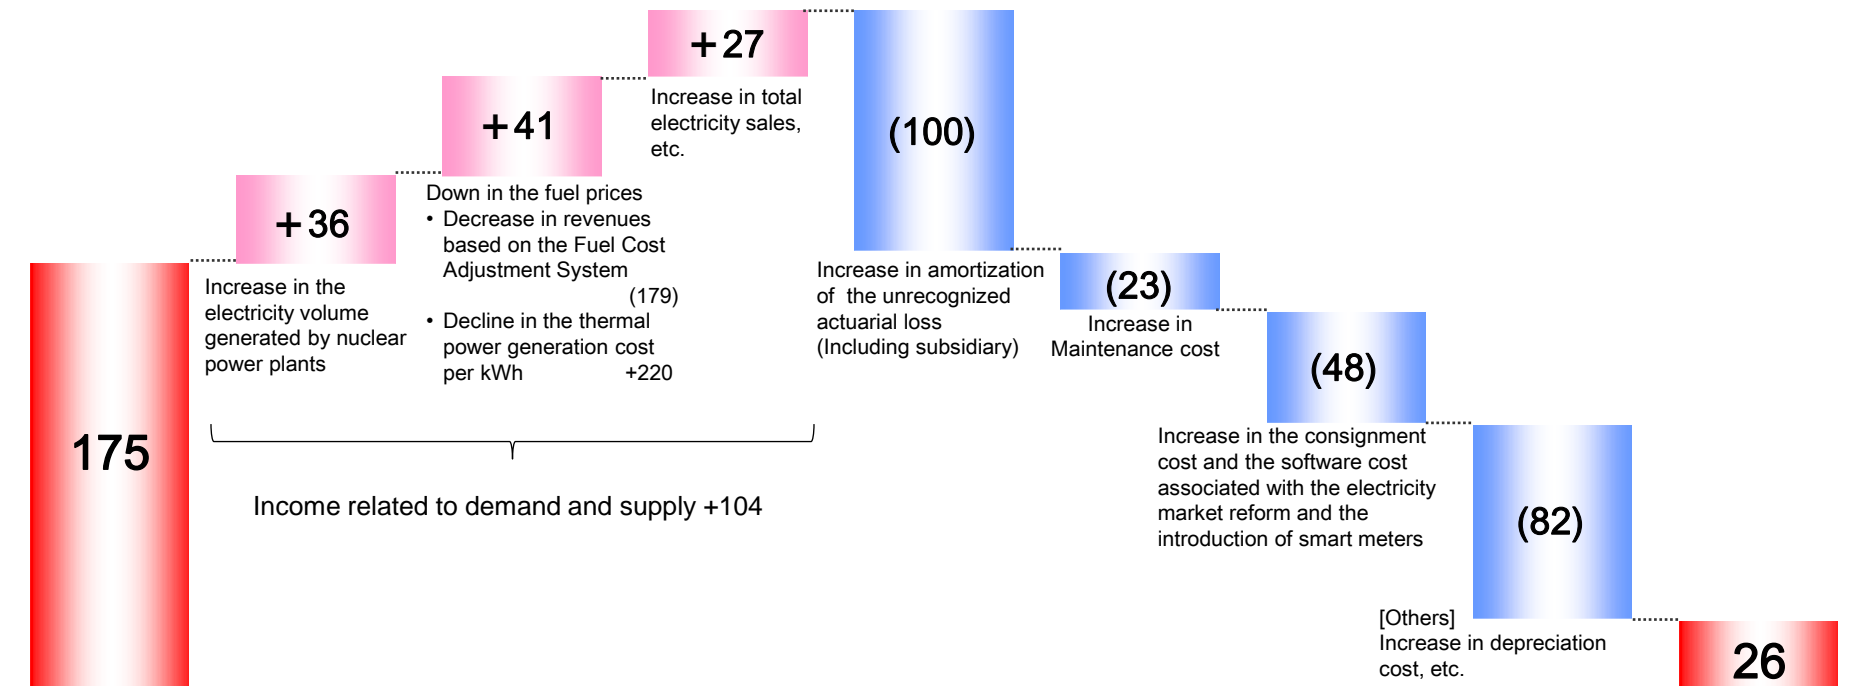 175
+36
Increase in the
electricity volume
generated by nuclear
power plants
+41
Down in the fuel prices
• Decrease in revenues
based on the Fuel Cost
Adjustment System
(179)
• Decline in the thermal
power generation cost
per kWh +220
+27
Increase in total
electricity sales,
etc.
Income related to demand and supply +104
(100)
Increase in amortization
of the unrecognized
actuarial loss
(Including subsidiary)
(23)
Increase in
Maintenance cost
(48)
Increase in the consignment
cost and the software cost
associated with the electricity
market reform and the
introduction of smart meters
(82)
[Others]
Increase in depreciation
cost, etc.
26